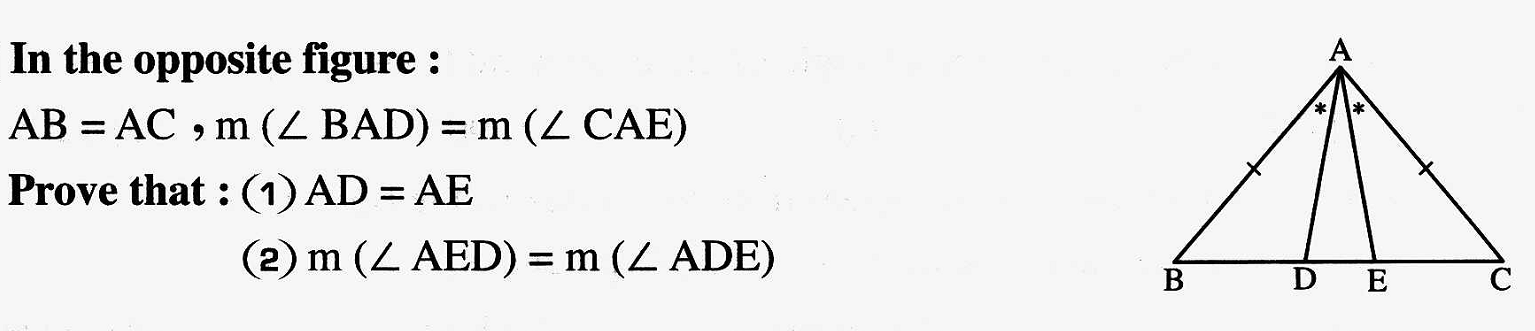 In the opposite figure :
AB = AC , m (∠ BAD) = m (∠ CAE)
Prove that : (1) AD = AE
(2) m (∠ AED) = m (∠ ADE)
A
* *
B D E C